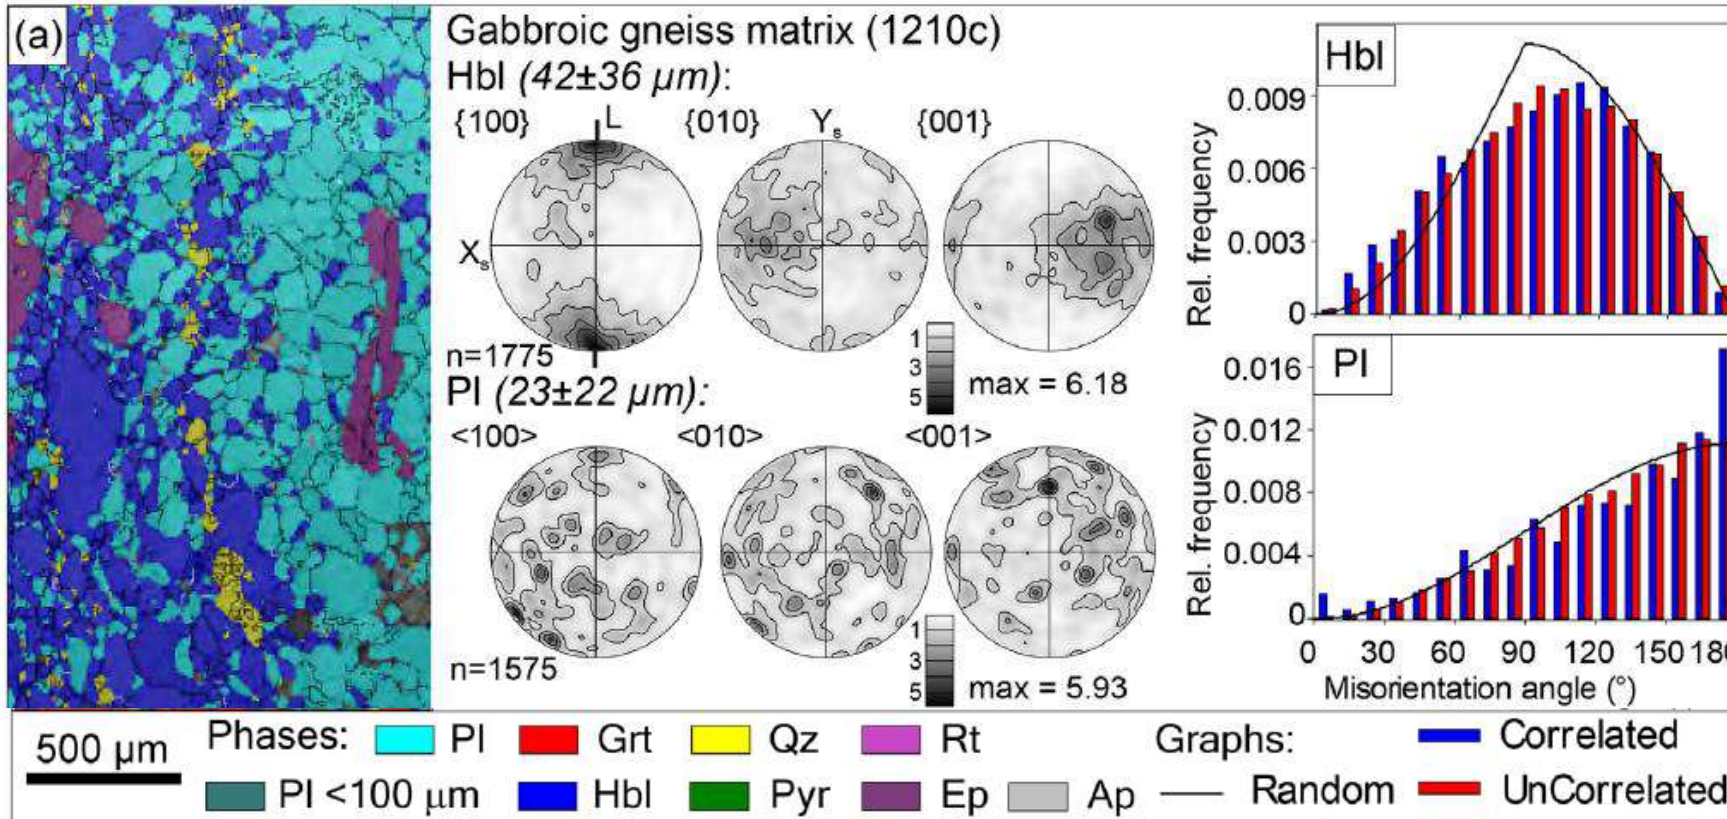 (a)
Gabbroic gneiss matrix (1210c)
Hbl (42±36 µm):
{100} L {010} Ys {001}
Xs
n=1775
1
3
5
max = 6.18
Pl (23±22 µm):
<100> <010> <001>
n=1575
1
3
5
max = 5.93
Hbl
Rel. frequency
0.009
0.006
0.003
0
Pl
Rel. frequency
0.016
0.012
0.008
0.004
0
0 30 60 90 120 150 180
Misorientation angle (°)
500 µm
Phases: Pl Grt Qz Rt
Pl <100 µm Hbl Pyr Ep Ap
Graphs: Correlated
Random UnCorrelated